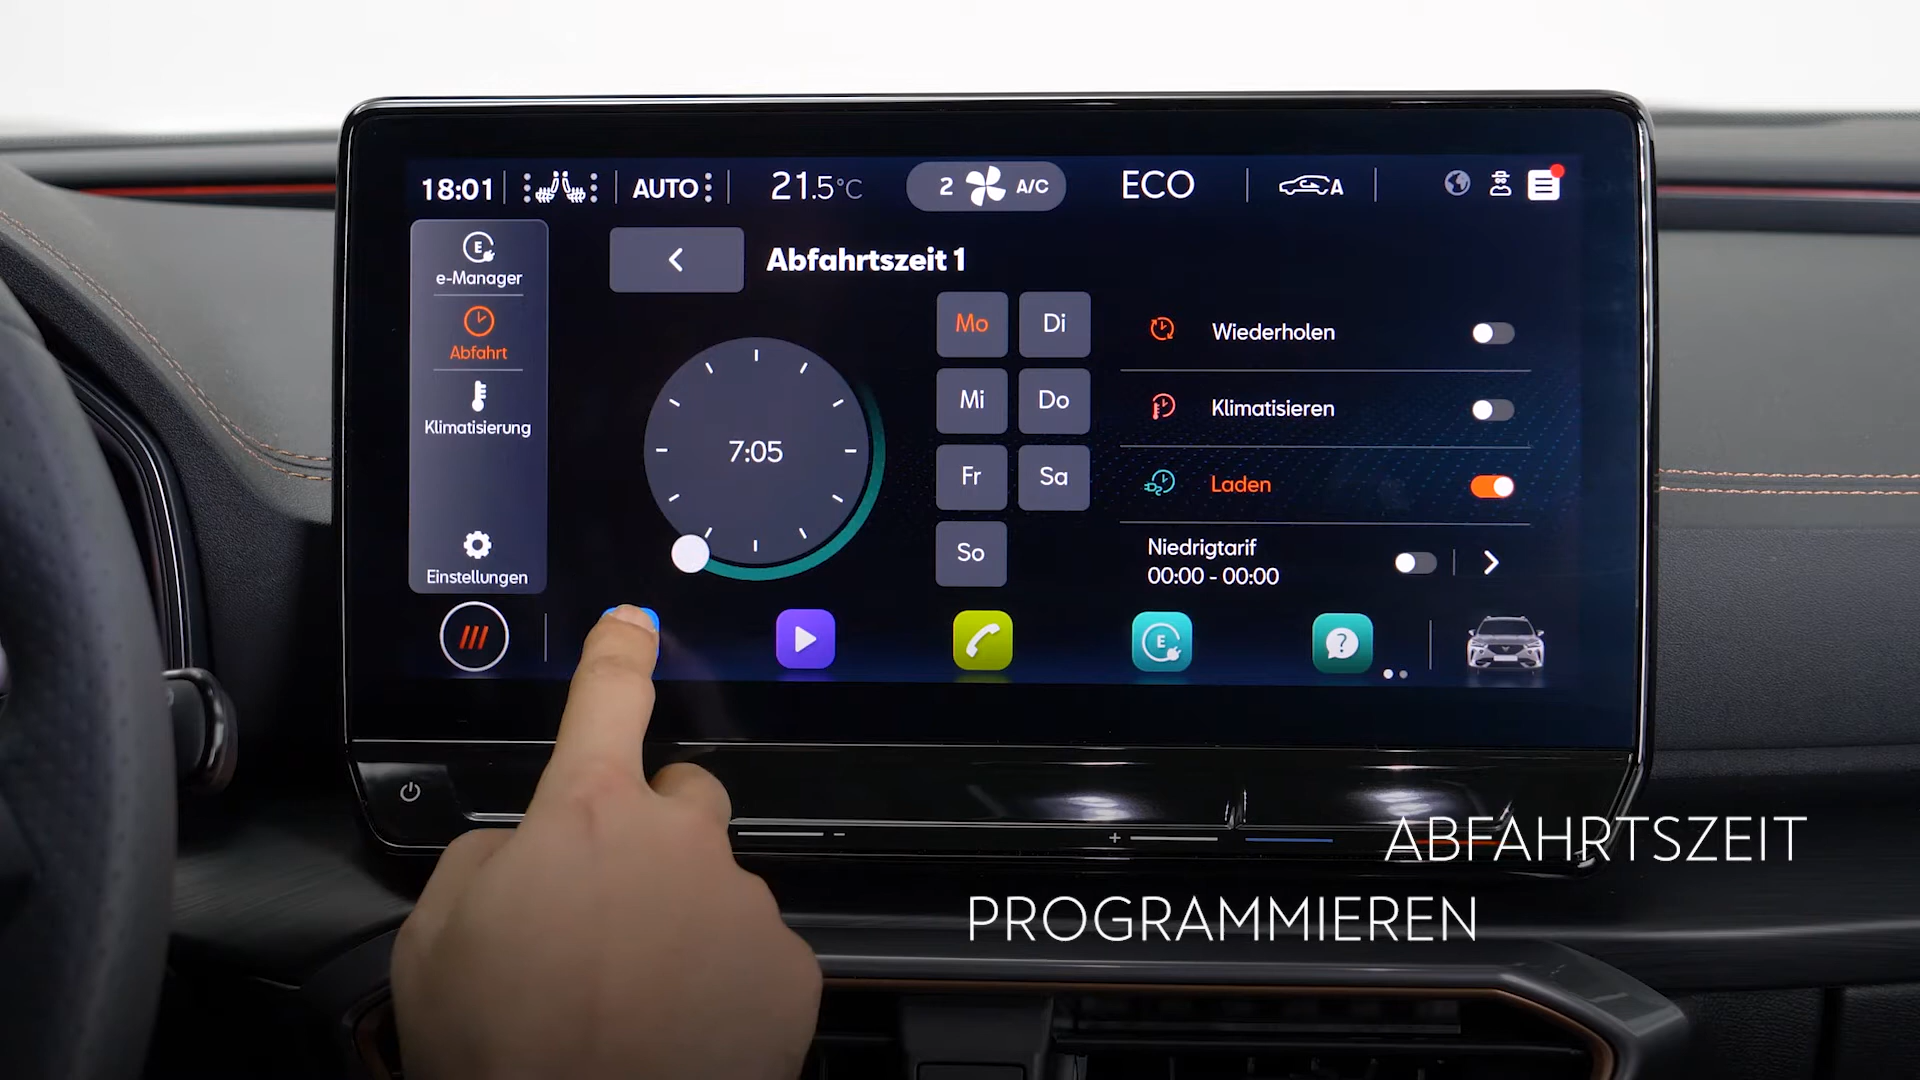 18:01
AUTO
21.5°C
2 A/C
ECO
A
E
e-Manager
Abfahrt
Klimatisierung
Einstellungen
Abfahrtszeit 1
7:05
Mo Di
Mi Do
Fr Sa
So
Wiederholen
Klimatisieren
Laden
Niedrigtarif
00:00 - 00:00
E
?
- +
ABFAHRTSZEIT
PROGRAMMIEREN